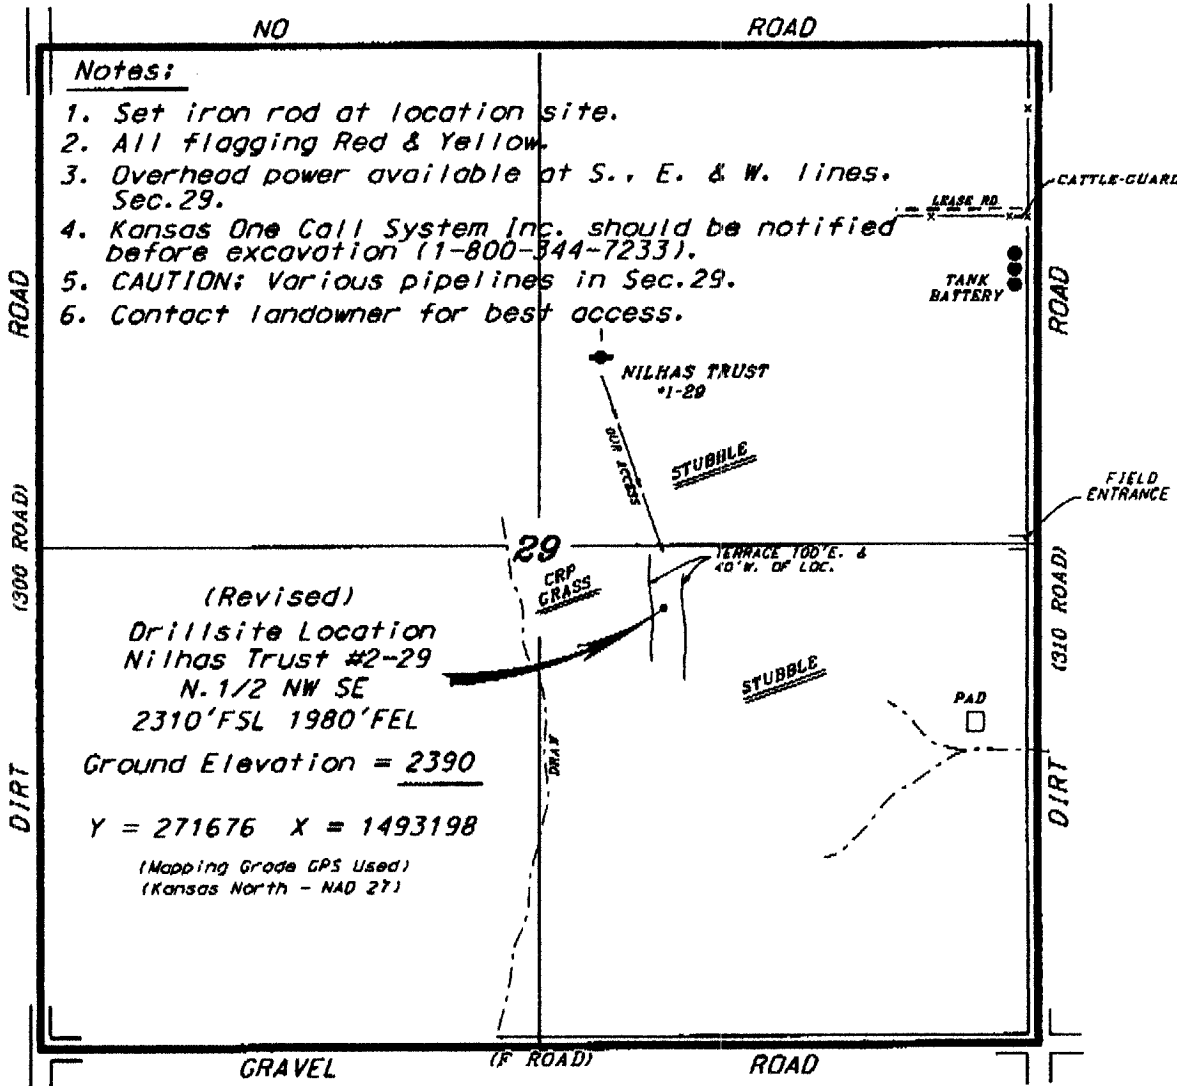 NO ROAD
Notes:
1. Set iron rod at location site.
2. All flagging Red & Yellow.
3. Overhead power available at S., E. & W. lines,
Sec.29.
4. Kansas One Call System Inc. should be notified
before excavation (1-800-344-7233).
5. CAUTION: Various pipelines in Sec.29.
6. Contact landowner for best access.
CATTLE-GUARD
LEASE RD.
TANK
BATTERY
ROAD
ROAD
NILHAS TRUST
#1-29
OUR ACCESS
STUBBLE
FIELD
ENTRANCE
(300 ROAD)
29
TERRACE 100'E. &
40'W. OF LOC.
CRP
GRASS
(310 ROAD)
(Revised)
Drillsite Location
Nilhas Trust #2-29
N.1/2 NW SE
2310'FSL 1980'FEL
Ground Elevation = 2390
STUBBLE
PAD
DRAW
DIRT
DIRT
Y = 271676 X = 1493198
(Mapping Grade GPS Used)
(Kansas North - NAD 27)
GRAVEL (F ROAD) ROAD